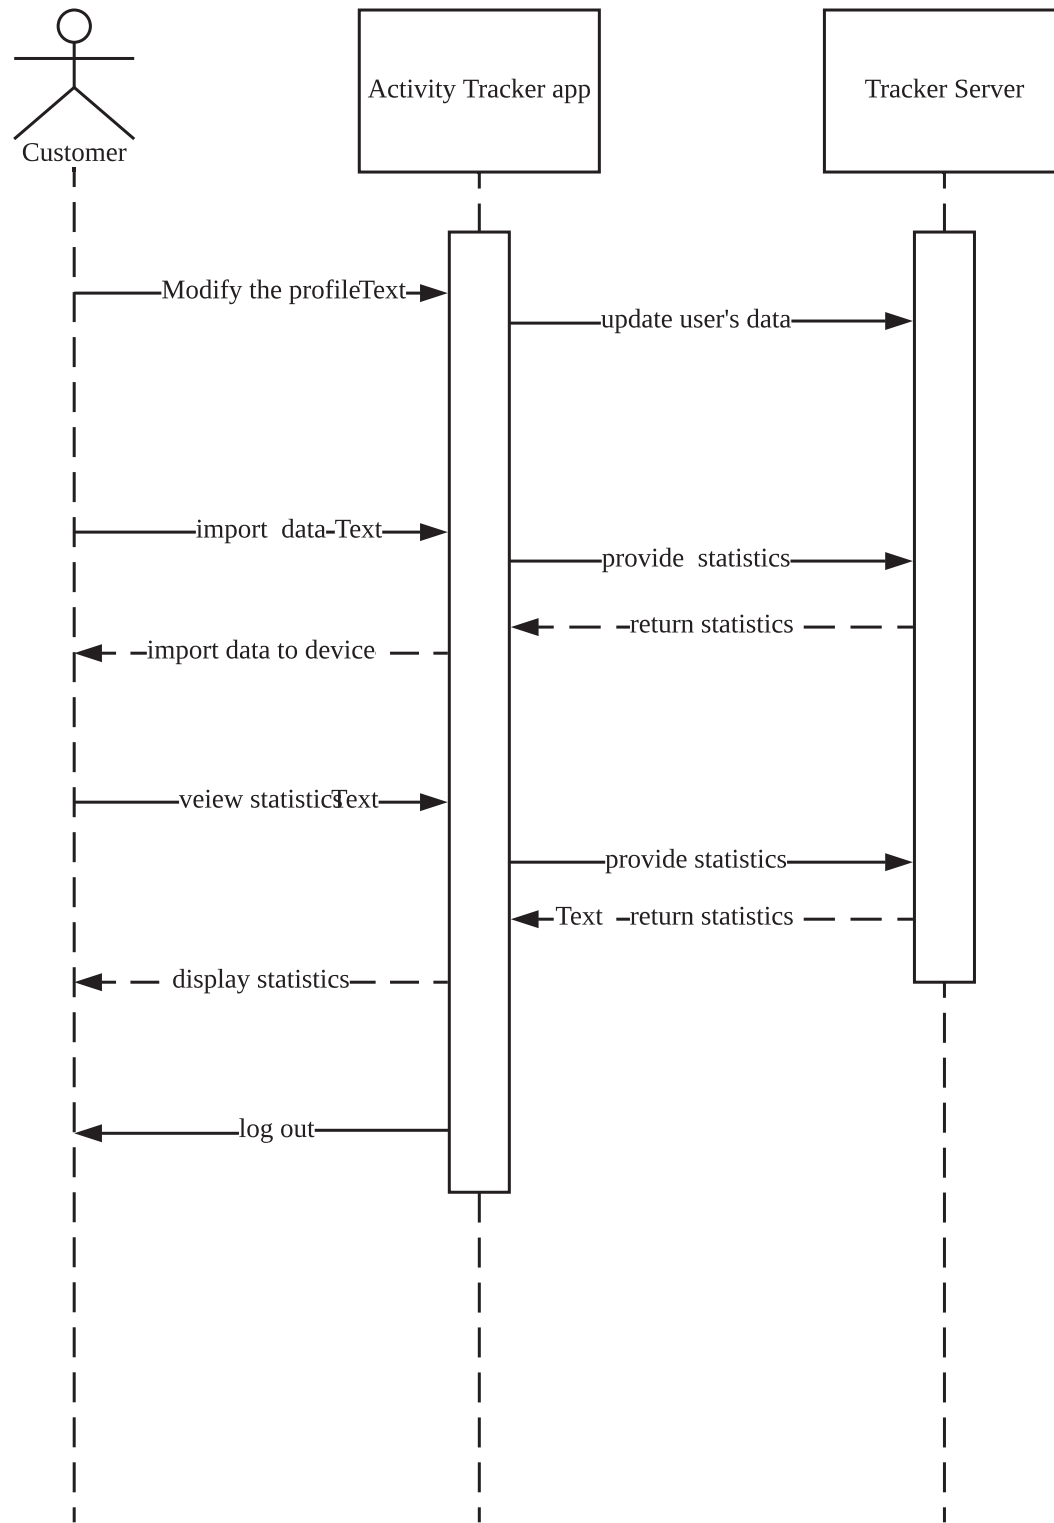 Activity Tracker app
Tracker Server
Customer
Modify the profileText
update user's data
import  data Text
provide  statistics
return statistics
import data to device
veiew statisticsText
provide statistics
Text return statistics
display statistics
log out